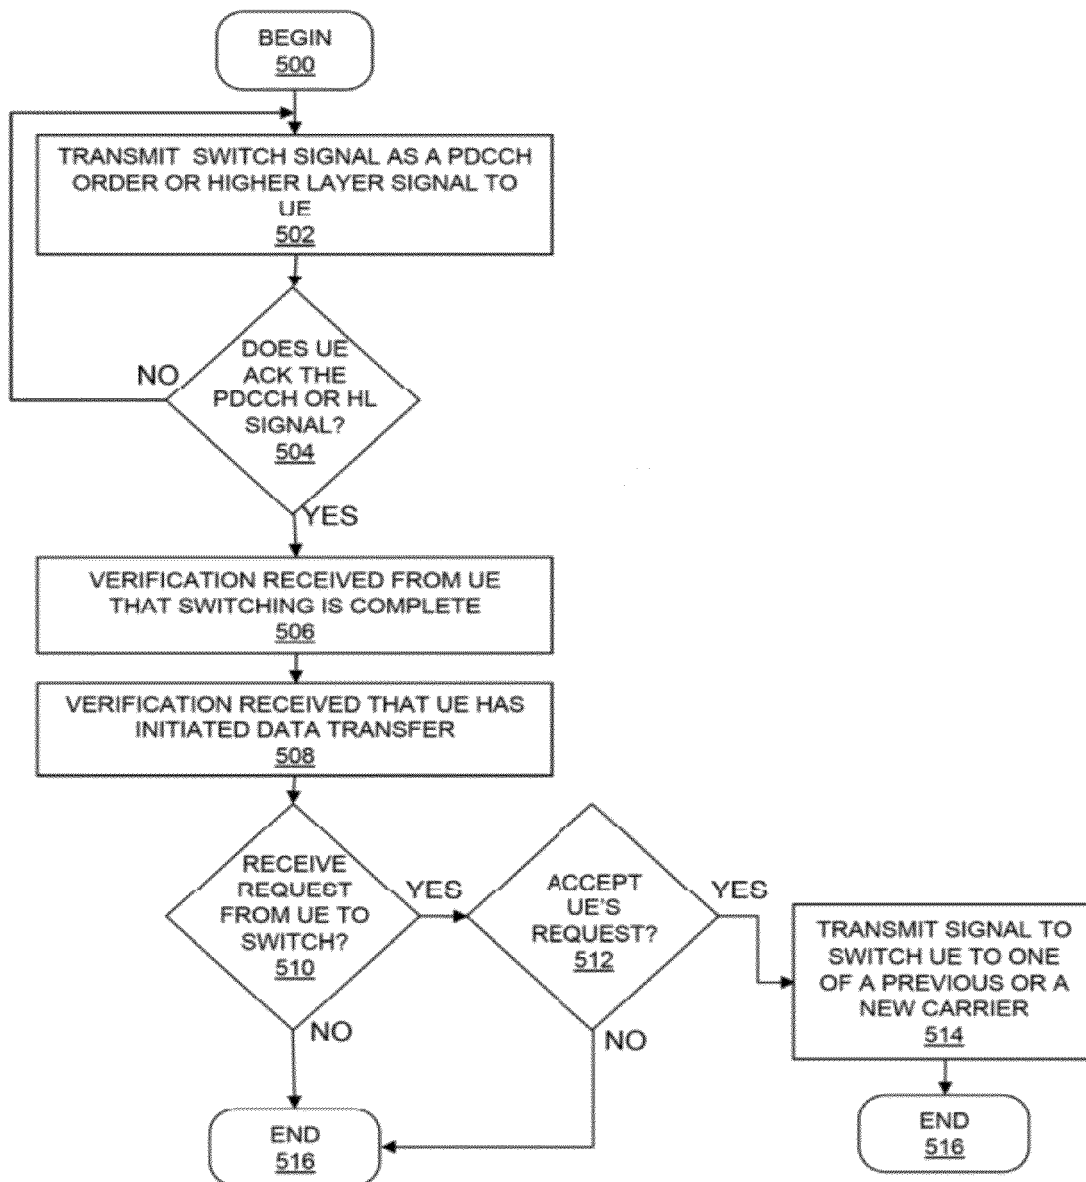 BEGIN
500
TRANSMIT SWITCH SIGNAL AS A PDCCH
ORDER OR HIGHER LAYER SIGNAL TO
UE
502
DOES UE
ACK THE
PDCCH OR HL
SIGNAL?
504
NO
YES
VERIFICATION RECEIVED FROM UE
THAT SWITCHING IS COMPLETE
506
VERIFICATION RECEIVED THAT UE HAS
INITIATED DATA TRANSFER
508
RECEIVE
REQUEST
FROM UE TO
SWITCH?
510
YES
NO
ACCEPT
UE'S
REQUEST?
512
YES
NO
TRANSMIT SIGNAL TO
SWITCH UE TO ONE
OF A PREVIOUS OR A
NEW CARRIER
514
END
516
END
516